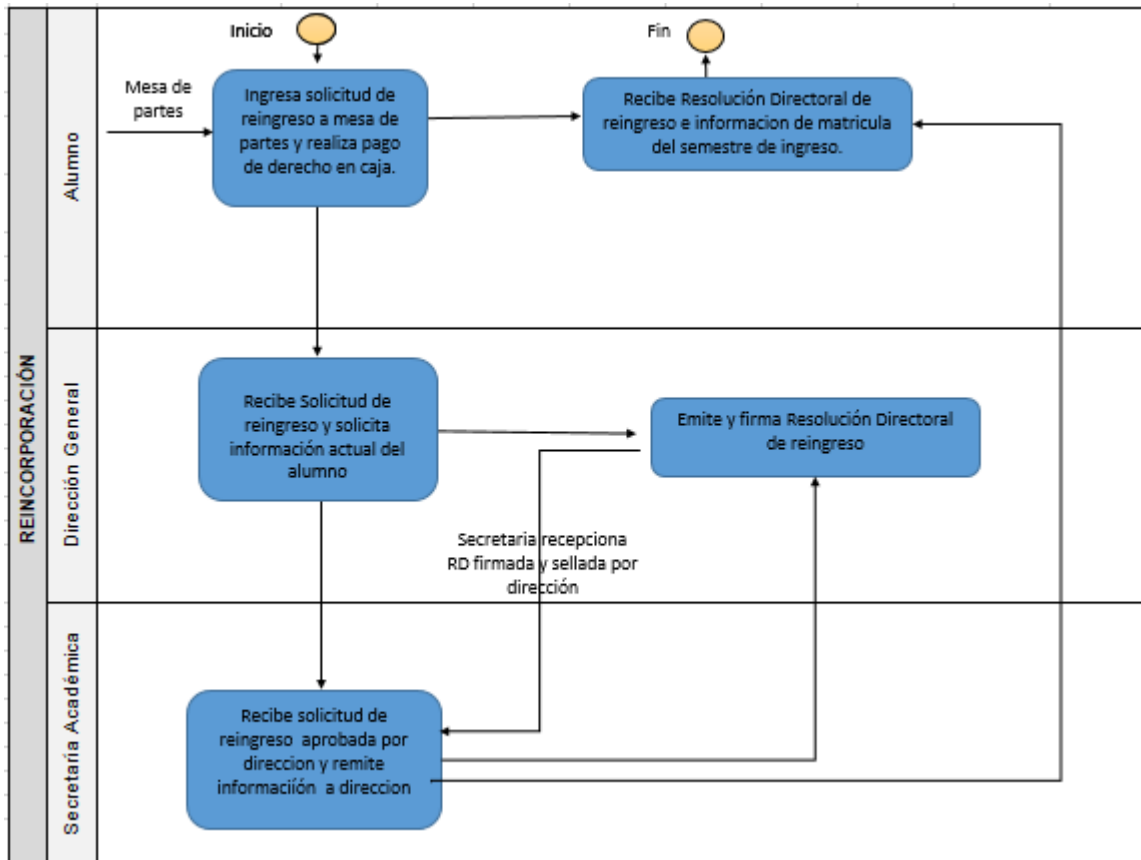 REINCORPORACIÓN
Alumno
Inicio
Fin
Mesa de
partes
Ingresa solicitud de
reingreso a mesa de
partes y realiza pago
de derecho en caja.
Recibe Resolución Directoral de
reingreso e informacion de matricula
del semestre de ingreso.
Dirección General
Recibe Solicitud de
reingreso y solicita
información actual del
alumno
Emite y firma Resolución Directoral
de reingreso
Secretaria recepciona
RD firmada y sellada por
dirección
Secretaria Académica
Recibe solicitud de
reingreso aprobada por
direccion y remite
informaciíón a direccion